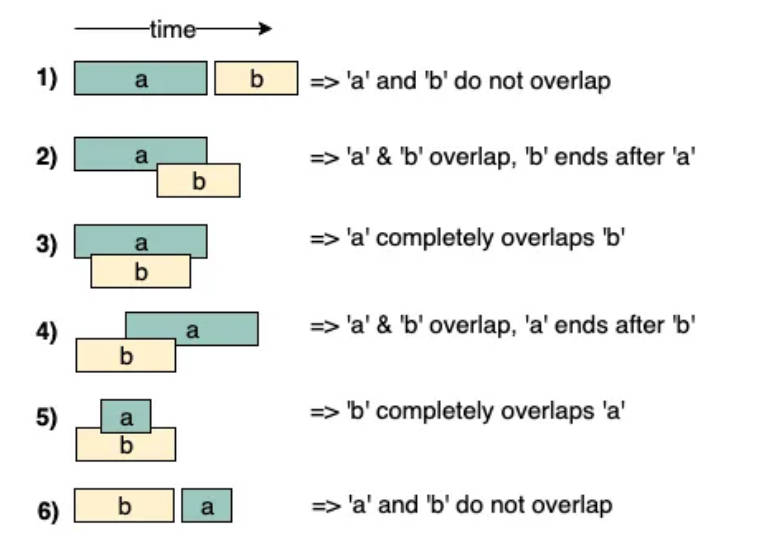 time
1) a b => 'a' and 'b' do not overlap
2) a => 'a' & 'b' overlap, 'b' ends after 'a'
b
3) a => 'a' completely overlaps 'b'
b
4) a => 'a' & 'b' overlap, 'a' ends after 'b'
b
5) a => 'b' completely overlaps 'a'
b
6) b a => 'a' and 'b' do not overlap